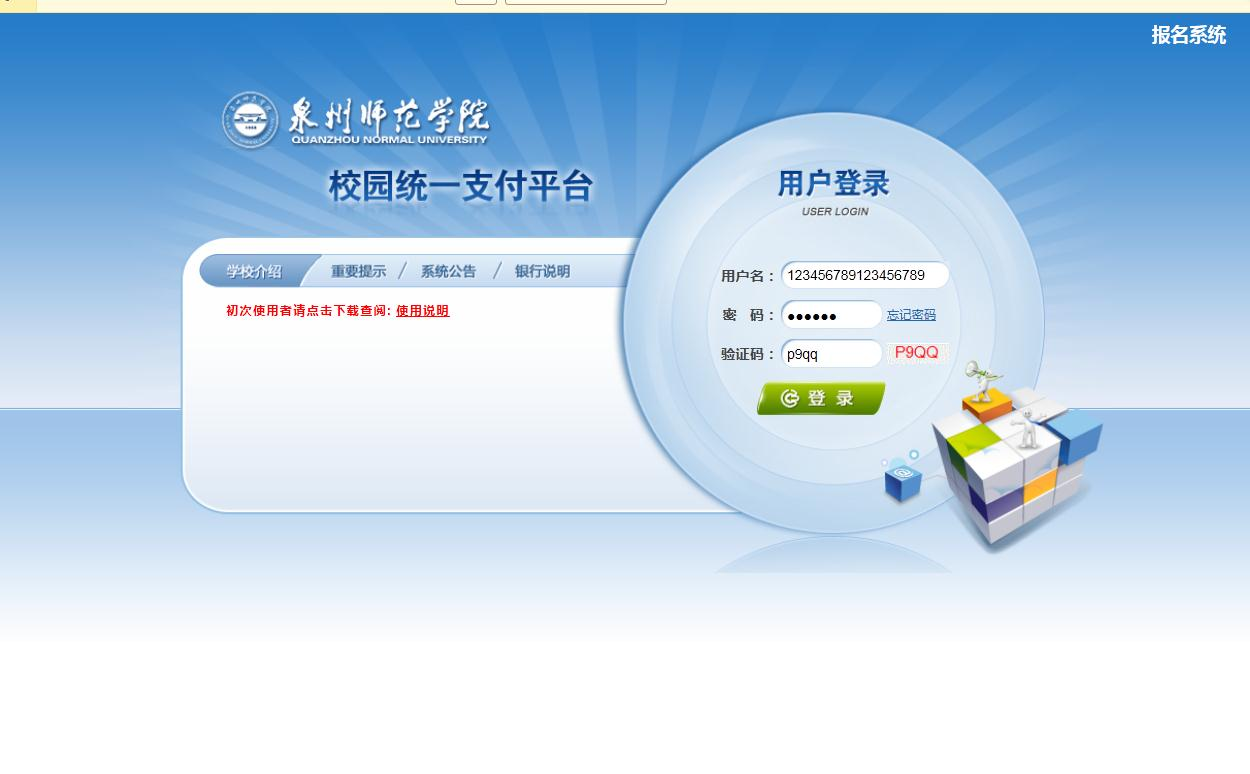 报名系统
泉州师范学院
QUANZHOU NORMAL UNIVERSITY
校园统一支付平台
用户登录
USER LOGIN
学校介绍 / 重要提示 / 系统公告 / 银行说明
初次使用者请点击下载查阅: 使用说明
用户名： 123456789123456789
密 码： ●●●●●● 忘记密码
验证码： p9qq P9QQ
登 录
@